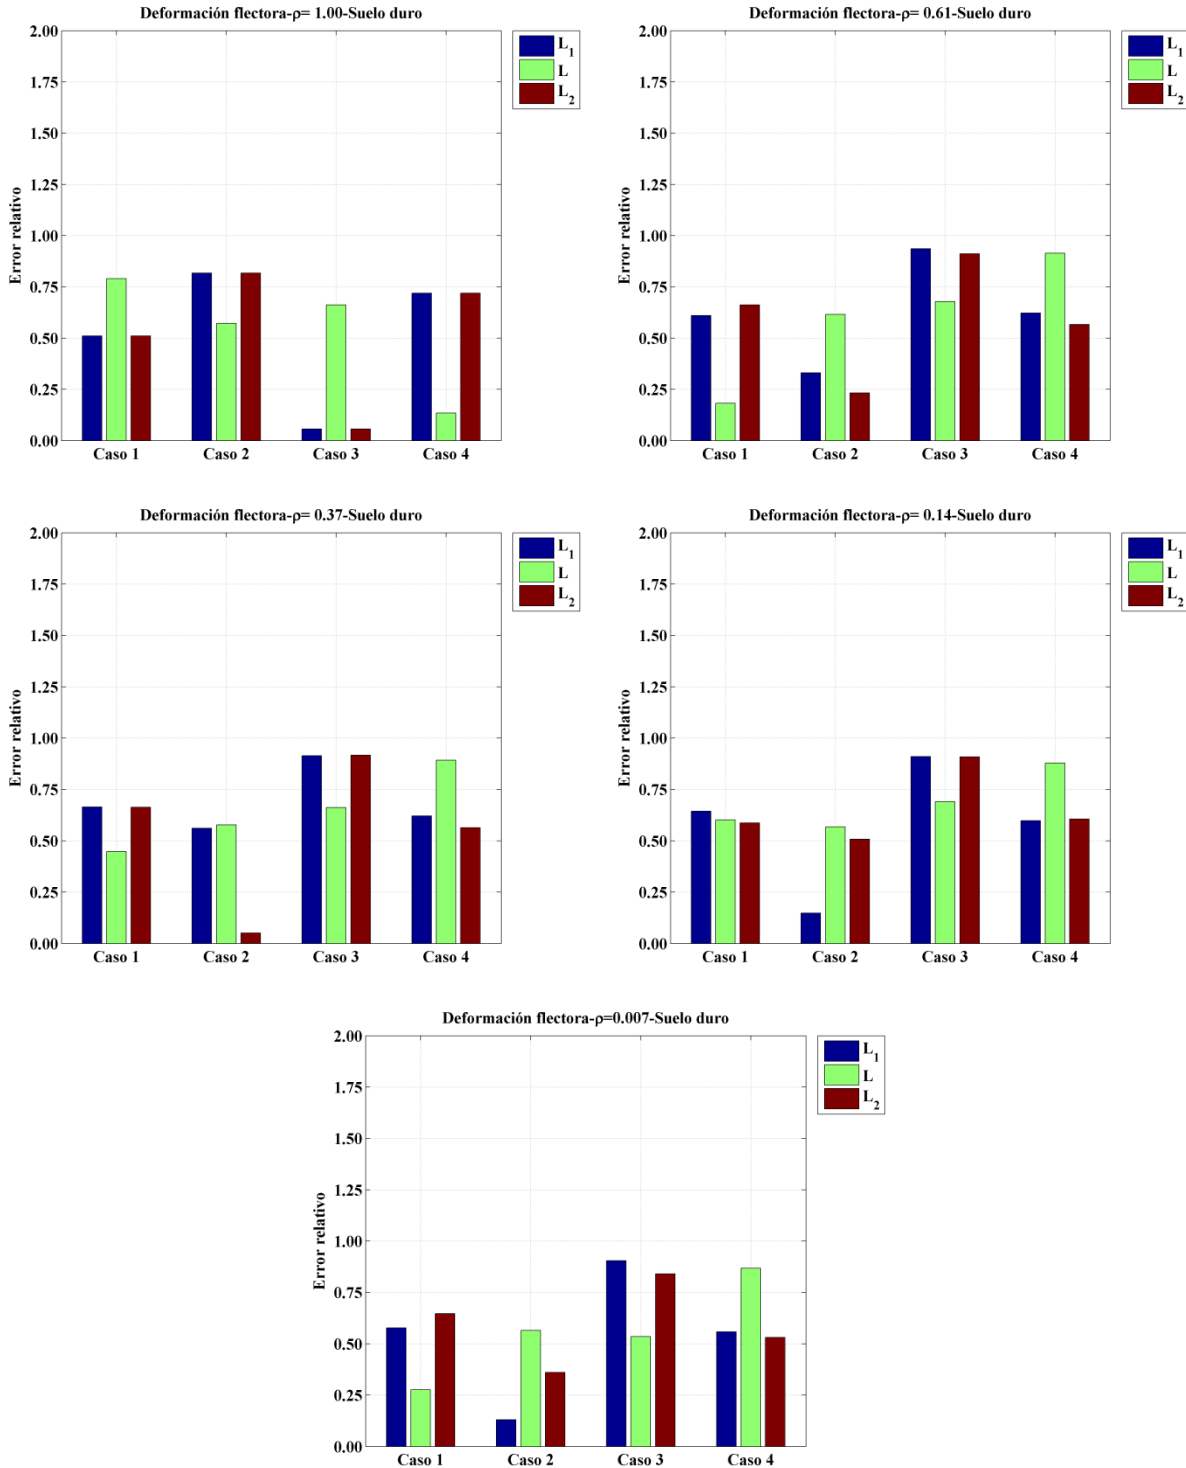 Deformación flectora-ρ= 1.00-Suelo duro
2.00
1.75
1.50
1.25
1.00
0.75
0.50
0.25
0.00
Error relativo
Caso 1 Caso 2 Caso 3 Caso 4
L1
L
L2
Deformación flectora-ρ= 0.61-Suelo duro
2.00
1.75
1.50
1.25
1.00
0.75
0.50
0.25
0.00
Error relativo
Caso 1 Caso 2 Caso 3 Caso 4
L1
L
L2
Deformación flectora-ρ= 0.37-Suelo duro
2.00
1.75
1.50
1.25
1.00
0.75
0.50
0.25
0.00
Error relativo
Caso 1 Caso 2 Caso 3 Caso 4
L1
L
L2
Deformación flectora-ρ= 0.14-Suelo duro
2.00
1.75
1.50
1.25
1.00
0.75
0.50
0.25
0.00
Error relativo
Caso 1 Caso 2 Caso 3 Caso 4
L1
L
L2
Deformación flectora-ρ=0.007-Suelo duro
2.00
1.75
1.50
1.25
1.00
0.75
0.50
0.25
0.00
Error relativo
Caso 1 Caso 2 Caso 3 Caso 4
L1
L
L2